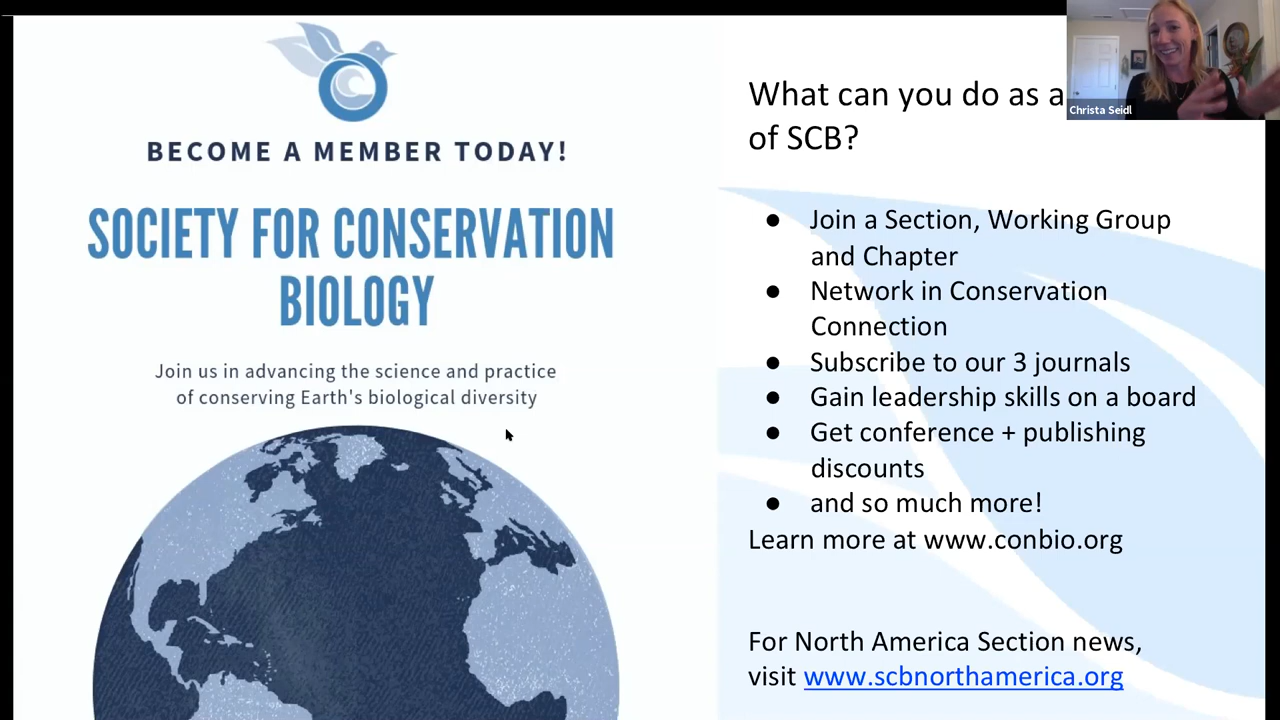 BECOME A MEMBER TODAY!
SOCIETY FOR CONSERVATION
BIOLOGY
Join us in advancing the science and practice
of conserving Earth's biological diversity
What can you do as a
of SCB?
Christa Seidl
● Join a Section, Working Group
and Chapter
● Network in Conservation
Connection
● Subscribe to our 3 journals
● Gain leadership skills on a board
● Get conference + publishing
discounts
● and so much more!
Learn more at www.conbio.org
For North America Section news,
visit www.scbnorthamerica.org